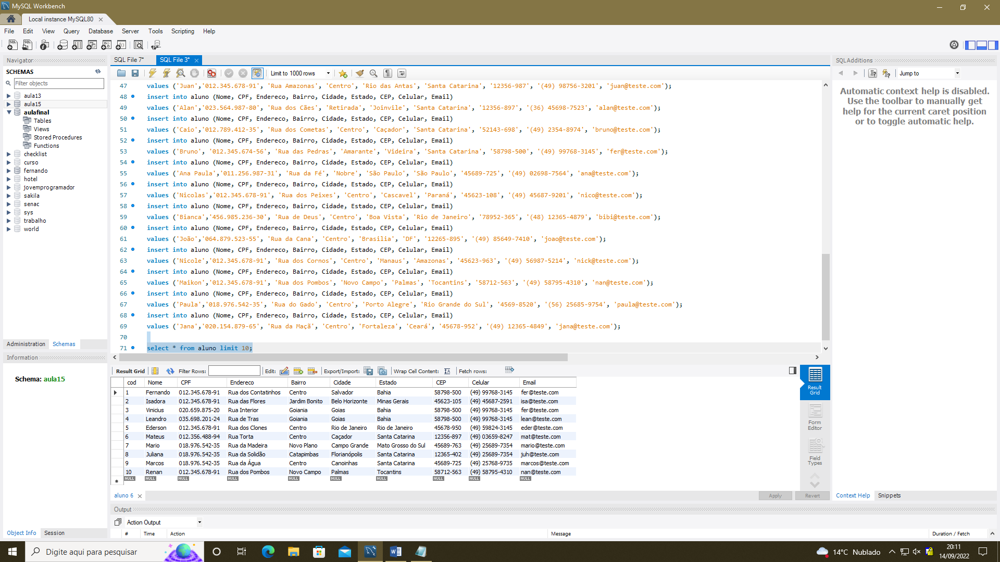 MySQL Workbench
Local instance MySQL80
File Edit View Query Database Server Tools Scripting Help
Navigator
SCHEMAS
Filter objects
aula13
aula15
aulafinal
Tables
Views
Stored Procedures
Functions
checklist
curso
fernando
hotel
jovemprogramador
sakila
senac
sys
trabalho
world
Administration Schemas
Information
Schema: aula15
Object Info Session
SQL File 7* SQL File 3*
Limit to 1000 rows
47 values ('Juan','012.345.678-91', 'Rua Amazonas', 'Centro', 'Rio das Antas', 'Santa Catarina', '12356-987', '(49) 98756-3201', 'juan@teste.com');
48 insert into aluno (Nome, CPF, Endereco, Bairro, Cidade, Estado, CEP, Celular, Email)
49 values ('Alan','023.564.987-80', 'Rua dos Cães', 'Retirada', 'Joinvile', 'Santa Catarina', '12356-897', '(36) 45698-7523', 'alan@teste.com');
50 insert into aluno (Nome, CPF, Endereco, Bairro, Cidade, Estado, CEP, Celular, Email)
51 values ('Caio','012.789.412-35', 'Rua dos Cometas', 'Centro', 'Caçador', 'Santa Catarina', '52143-698', '(49) 2354-8974', 'bruno@teste.com');
52 insert into aluno (Nome, CPF, Endereco, Bairro, Cidade, Estado, CEP, Celular, Email)
53 values ('Bruno', '012.345.674-56', 'Rua das Pedras', 'Amarante', 'Videira', 'Santa Catarina', '58798-500', '(49) 99768-3145', 'fer@teste.com');
54 insert into aluno (Nome, CPF, Endereco, Bairro, Cidade, Estado, CEP, Celular, Email)
55 values ('Ana Paula','011.256.987-31', 'Rua da Fé', 'Nobre', 'São Paulo', 'São Paulo', '45689-725', '(49) 02698-7564', 'ana@teste.com');
56 insert into aluno (Nome, CPF, Endereco, Bairro, Cidade, Estado, CEP, Celular, Email)
57 values ('Nicolas','012.345.678-91', 'Rua dos Peixes', 'Centro', 'Cascavel', 'Paraná', '45623-108', '(49) 45687-9201', 'nico@teste.com');
58 insert into aluno (Nome, CPF, Endereco, Bairro, Cidade, Estado, CEP, Celular, Email)
59 values ('Bianca','456.985.236-30', 'Rua de Deus', 'Centro', 'Boa Vista', 'Rio de Janeiro', '78952-365', '(48) 12365-4879', 'bibi@teste.com');
60 insert into aluno (Nome, CPF, Endereco, Bairro, Cidade, Estado, CEP, Celular, Email)
61 values ('João','064.879.523-55', 'Rua da Cana', 'Centro', 'Brasilia', 'DF', '12265-895', '(49) 85649-7410', 'joao@teste.com');
62 insert into aluno (Nome, CPF, Endereco, Bairro, Cidade, Estado, CEP, Celular, Email)
63 values ('Nicole','012.345.678-91', 'Rua dos Cornos', 'Centro', 'Manaus', 'Amazonas', '45623-963', '(49) 56987-5214', 'nick@teste.com');
64 insert into aluno (Nome, CPF, Endereco, Bairro, Cidade, Estado, CEP, Celular, Email)
65 values ('Maikon','012.345.678-91', 'Rua dos Pombos', 'Novo Campo', 'Palmas', 'Tocantins', '58712-563', '(49) 58795-4310', 'nan@teste.com');
66 insert into aluno (Nome, CPF, Endereco, Bairro, Cidade, Estado, CEP, Celular, Email)
67 values ('Paula','018.976.542-35', 'Rua do Gado', 'Centro', 'Porto Alegre', 'Rio Grande do Sul', '4569-8520', '(56) 25685-9754', 'paula@teste.com');
68 insert into aluno (Nome, CPF, Endereco, Bairro, Cidade, Estado, CEP, Celular, Email)
69 values ('Jana','020.154.879-65', 'Rua da Maçã', 'Centro', 'Fortaleza', 'Ceará', '45678-952', '(49) 12365-4849', 'jana@teste.com');
70
71 select * from aluno limit 10;
Result Grid Filter Rows: Edit: Export/Import: Wrap Cell Content: Fetch rows:
cod Nome CPF Endereco Bairro Cidade Estado CEP Celular Email
1 Fernando 012.345.678-91 Rua dos Contatinhos Centro Salvador Bahia 58798-500 (49) 99768-3145 fer@teste.com
2 Isadora 012.345.678-91 Rua das Flores Jardim Bonito Belo Horizonte Minas Gerais 45623-105 (49) 45687-2591 isa@teste.com
3 Vinicius 020.659.875-20 Rua Interior Goiania Goias Bahia 58798-500 (49) 99768-3145 fer@teste.com
4 Leandro 035.698.201-24 Rua de Tras Goiania Goias Bahia 58798-500 (49) 99768-3145 lean@teste.com
5 Ederson 012.345.678-91 Rua dos Clones Centro Rio de Janeiro Rio de Janeiro 45678-950 (49) 59824-3145 eder@teste.com
6 Mateus 012.356.488-94 Rua Torta Centro Caçador Santa Catarina 12356-897 (49) 03659-8247 mat@teste.com
7 Mario 018.976.542-35 Rua da Madeira Novo Plano Campo Grande Mato Grosso do Sul 45689-763 (49) 25689-7354 mario@teste.com
8 Juliana 018.976.542-35 Rua da Solidão Catapimbas Florianópolis Santa Catarina 12365-402 (49) 25689-7354 juh@teste.com
9 Marcos 018.976.542-35 Rua da Água Centro Canoinhas Santa Catarina 45689-725 (49) 25768-9735 marcos@teste.com
10 Renan 012.345.678-91 Rua dos Pombos Novo Campo Palmas Tocantins 58712-563 (49) 58795-4310 nan@teste.com
NULL NULL NULL NULL NULL NULL NULL NULL NULL NULL
Result Grid
Form Editor
Field Types
aluno 6 Apply Revert
Output
Action Output
# Time Action Message Duration / Fetch
SQLAdditions
Jump to
Automatic context help is disabled.
Use the toolbar to manually get
help for the current caret position
or to toggle automatic help.
Context Help Snippets
Digite aqui para pesquisar
14°C Nublado
20:11
14/09/2022